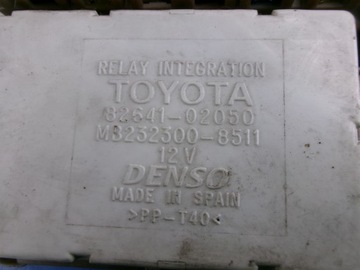 RELAY INTEGRATION
TOYOTA
82641-02050
MB232300-8511
12V
DENSO
MADE IN SPAIN
>PP-T40<